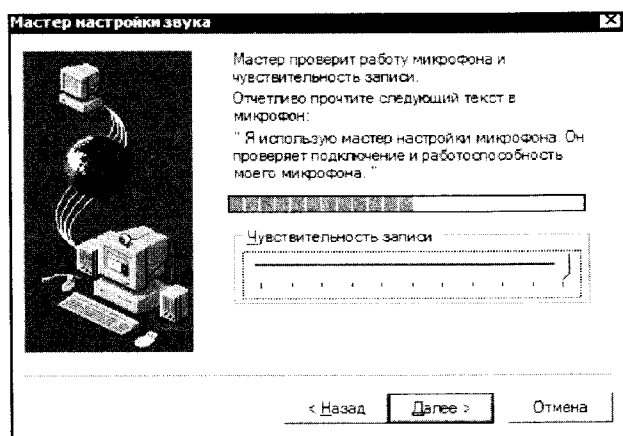 Мастер настройки звука
Мастер проверит работу микрофона и
чувствительность записи.
Отчетливо прочтите следующий текст в
микрофон:
" Я использую мастер настройки микрофона. Он
проверяет подключение и работоспособность
моего микрофона. "
Чувствительность записи
< Назад
Далее >
Отмена